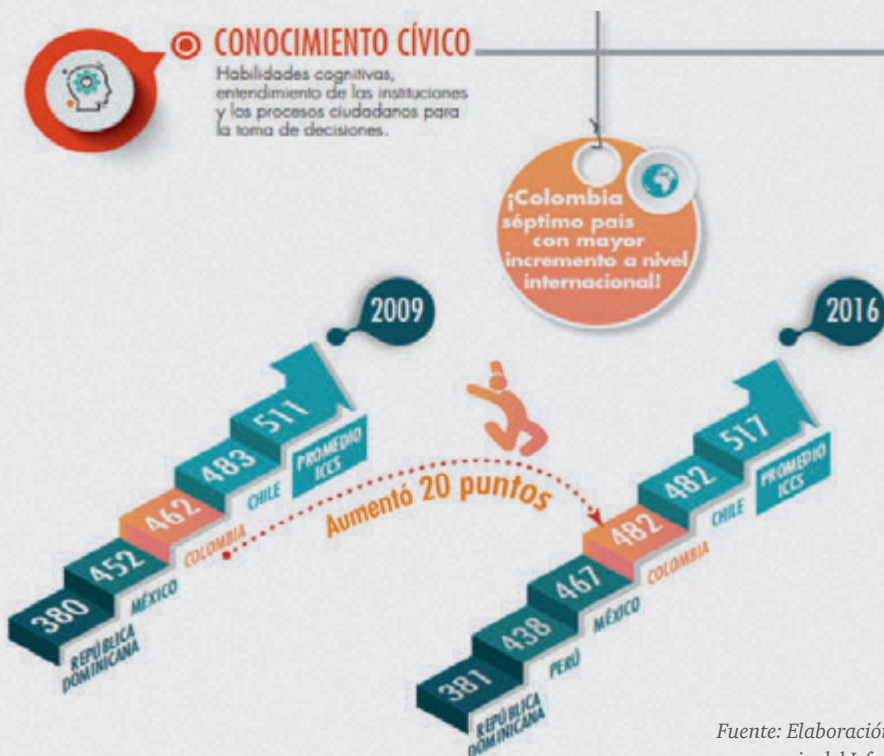 CONOCIMIENTO CÍVICO
Habilidades cognitivas,
entendimiento de las instituciones
y los procesos ciudadanos para
la toma de decisiones.
¡Colombia
séptimo país
con mayor
incremento a nivel
internacional!
2009
380
REPÚBLICA
DOMINICANA
452
MÉXICO
462
COLOMBIA
483
CHILE
511
PROMEDIO
ICCS
Aumentó 20 puntos
2016
381
REPÚBLICA
DOMINICANA
438
PERÚ
467
MÉXICO
482
COLOMBIA
482
CHILE
517
PROMEDIO
ICCS
Fuente: Elaboración